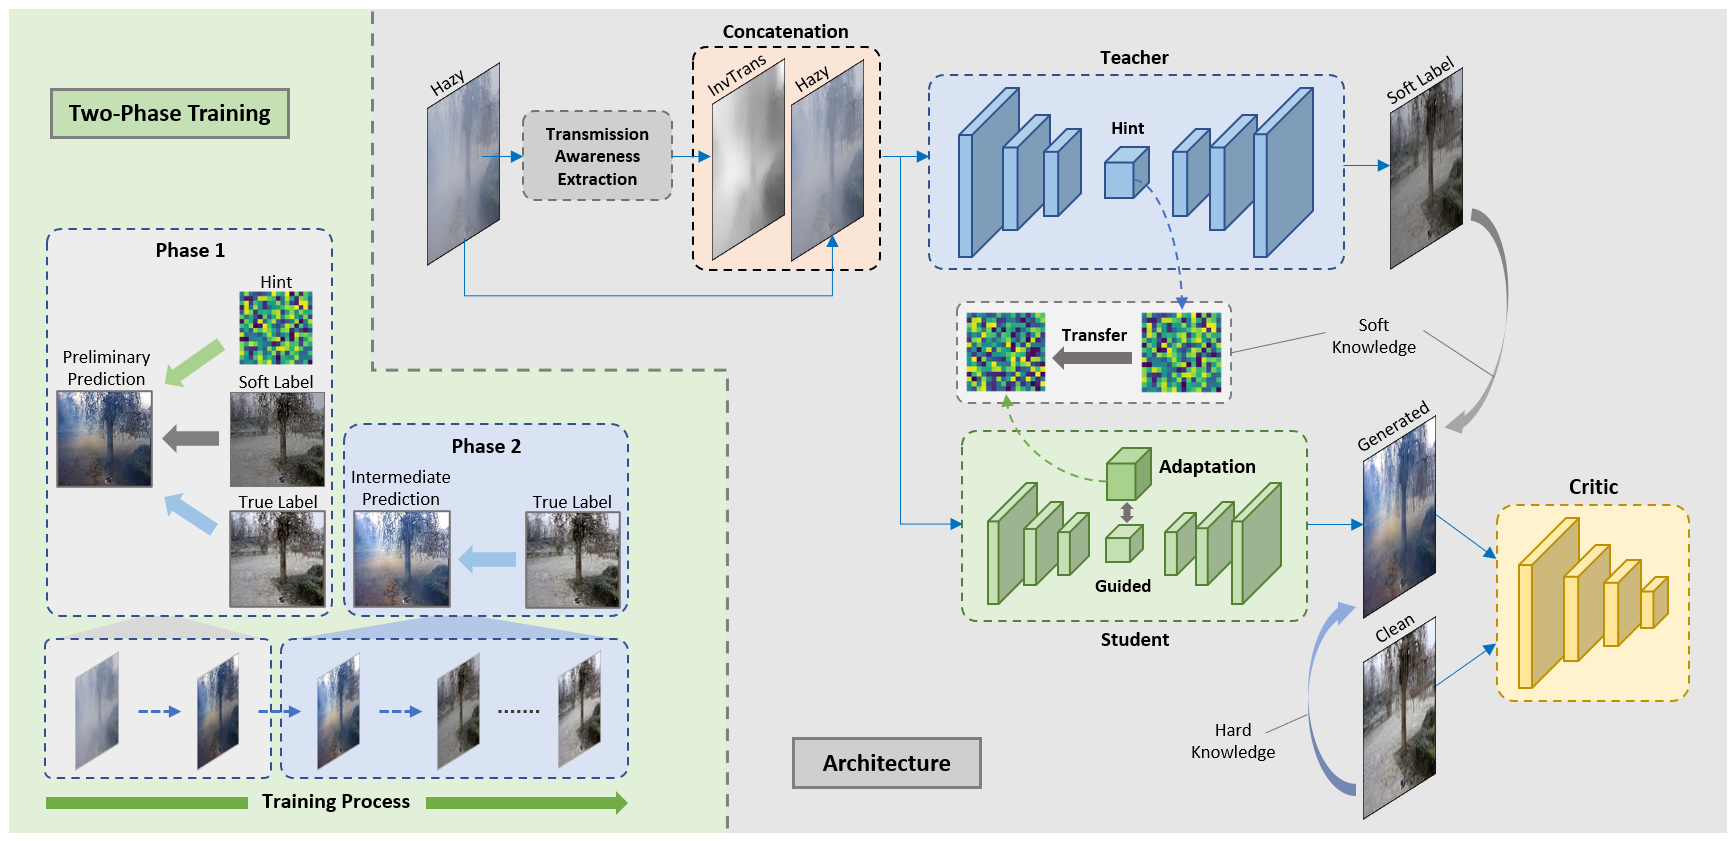 Two-Phase Training
Phase 1
Hint
Preliminary
Prediction
Soft Label
True Label
Phase 2
Intermediate
Prediction
True Label
Training Process
Hazy
Transmission
Awareness
Extraction
Concatenation
InvTrans
Hazy
Teacher
Hint
Soft Label
Transfer
Soft
Knowledge
Adaptation
Guided
Student
Generated
Critic
Clean
Hard
Knowledge
Architecture